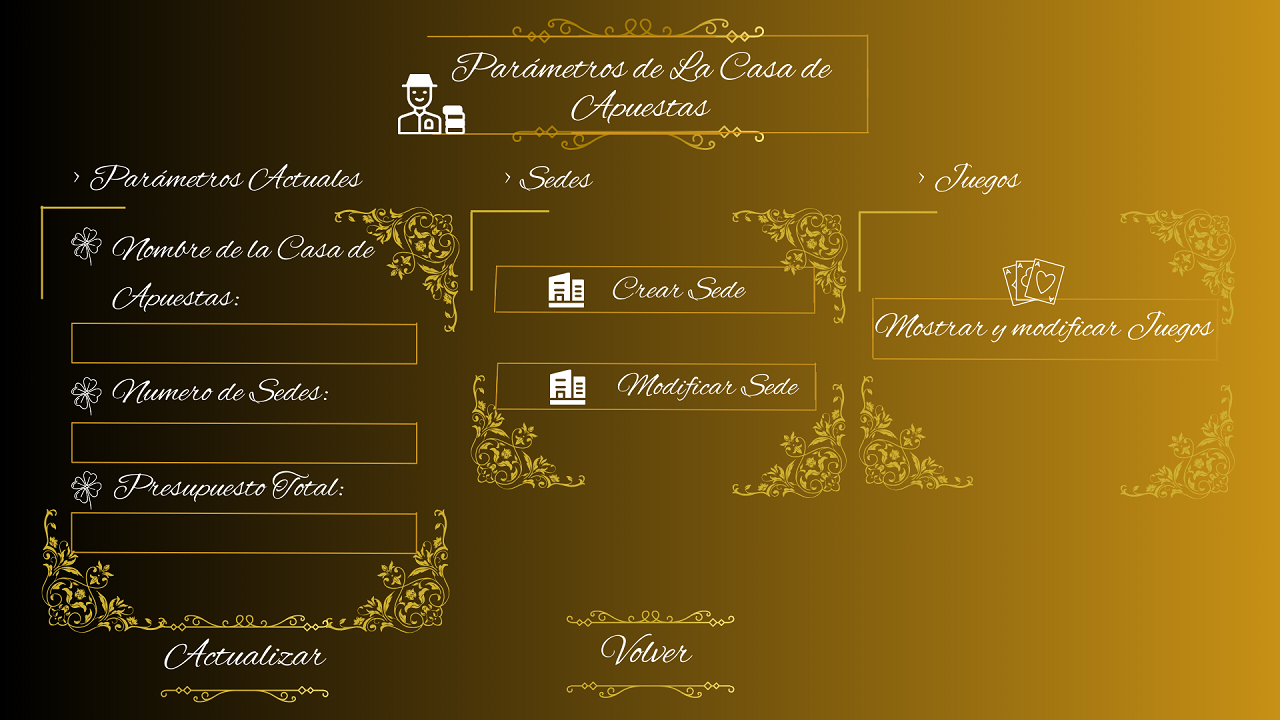 Parámetros de La Casa de
Apuestas
› Parámetros Actuales
Nombre de la Casa de
Apuestas:
Numero de Sedes:
Presupuesto Total:
Actualizar
› Sedes
Crear Sede
Modificar Sede
Volver
› Juegos
Mostrar y modificar Juegos